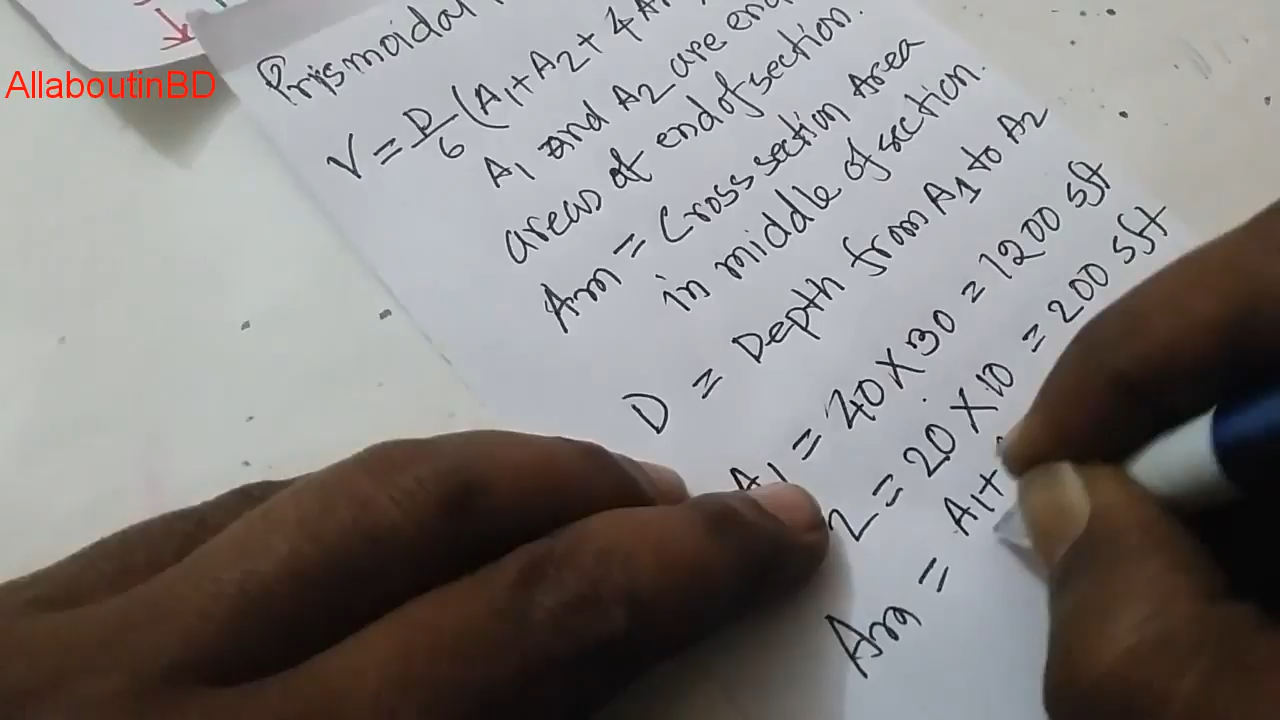 AllaboutinBD
Prismoidal
V = D/6 (A1 + A2 + 4A
A1 and A2 are end
areas of end of section.
Am = Cross section Area
in middle of section.
D = Depth from A1 to A2
A1 = 40 X 30 = 1200 sft
2 = 20 X 10 = 200 sft
Am = A1 +